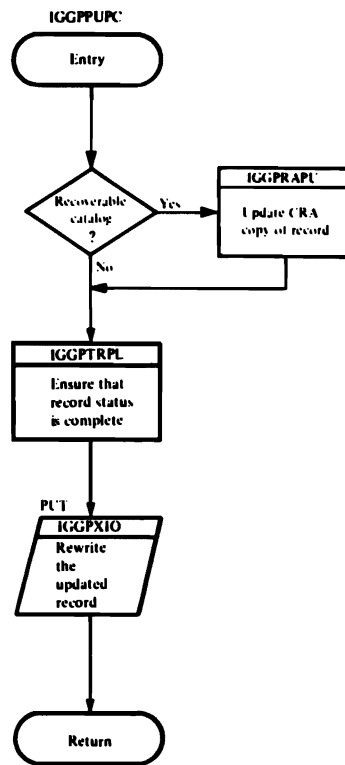 IGGPPUPC
Entry
Recoverable
catalog
?
Yes
No
IGGPRAPU
Update CRA
copy of record
IGGPTRPL
Ensure that
record status
is complete
PUT
IGGPXIO
Rewrite
the
updated
record
Return